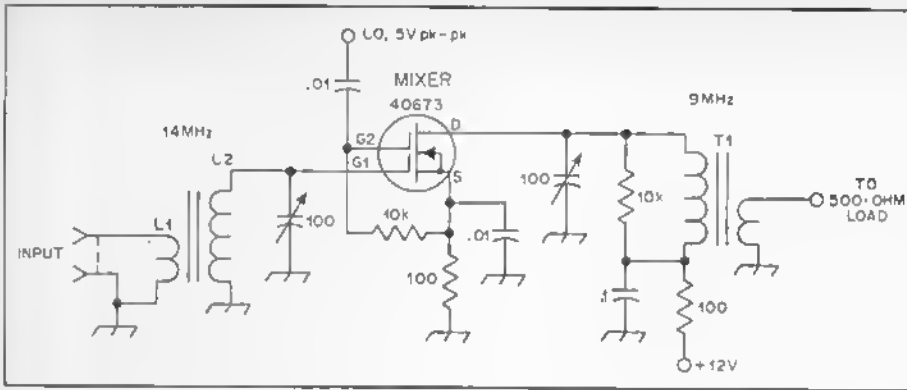 LO, 5V pk-pk
.01
MIXER
40673
9MHz
14MHz
D
T1
G2
L2
G1
S
L1
100
10k
100
10k
.01
TO
500-OHM
LOAD
INPUT
100
.1
100
+12V